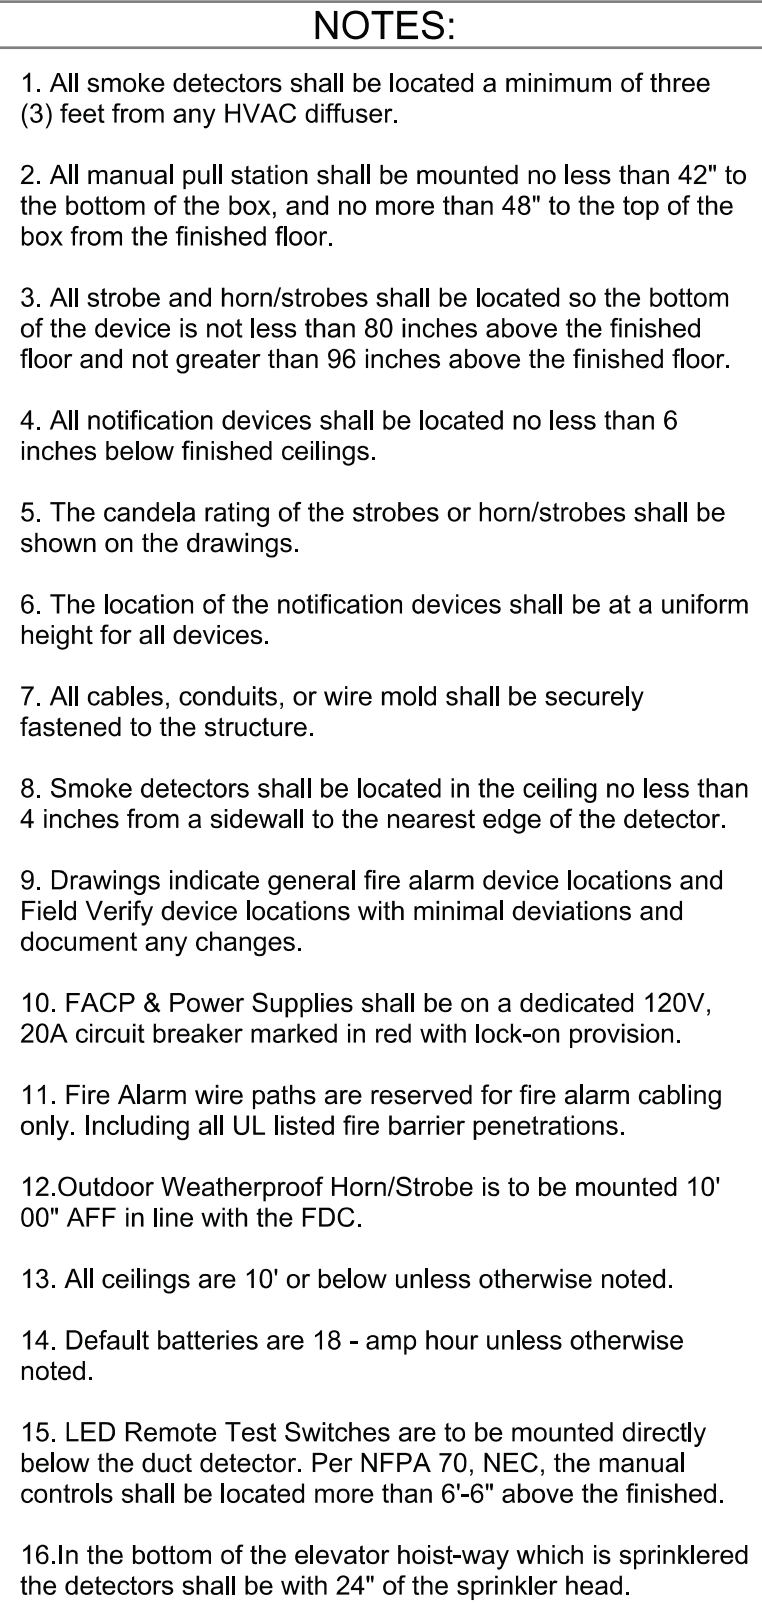 NOTES:
1. All smoke detectors shall be located a minimum of three
(3) feet from any HVAC diffuser.
2. All manual pull station shall be mounted no less than 42" to
the bottom of the box, and no more than 48" to the top of the
box from the finished floor.
3. All strobe and horn/strobes shall be located so the bottom
of the device is not less than 80 inches above the finished
floor and not greater than 96 inches above the finished floor.
4. All notification devices shall be located no less than 6
inches below finished ceilings.
5. The candela rating of the strobes or horn/strobes shall be
shown on the drawings.
6. The location of the notification devices shall be at a uniform
height for all devices.
7. All cables, conduits, or wire mold shall be securely
fastened to the structure.
8. Smoke detectors shall be located in the ceiling no less than
4 inches from a sidewall to the nearest edge of the detector.
9. Drawings indicate general fire alarm device locations and
Field Verify device locations with minimal deviations and
document any changes.
10. FACP & Power Supplies shall be on a dedicated 120V,
20A circuit breaker marked in red with lock-on provision.
11. Fire Alarm wire paths are reserved for fire alarm cabling
only. Including all UL listed fire barrier penetrations.
12.Outdoor Weatherproof Horn/Strobe is to be mounted 10'
00" AFF in line with the FDC.
13. All ceilings are 10' or below unless otherwise noted.
14. Default batteries are 18 - amp hour unless otherwise
noted.
15. LED Remote Test Switches are to be mounted directly
below the duct detector. Per NFPA 70, NEC, the manual
controls shall be located more than 6'-6" above the finished.
16.In the bottom of the elevator hoist-way which is sprinklered
the detectors shall be with 24" of the sprinkler head.